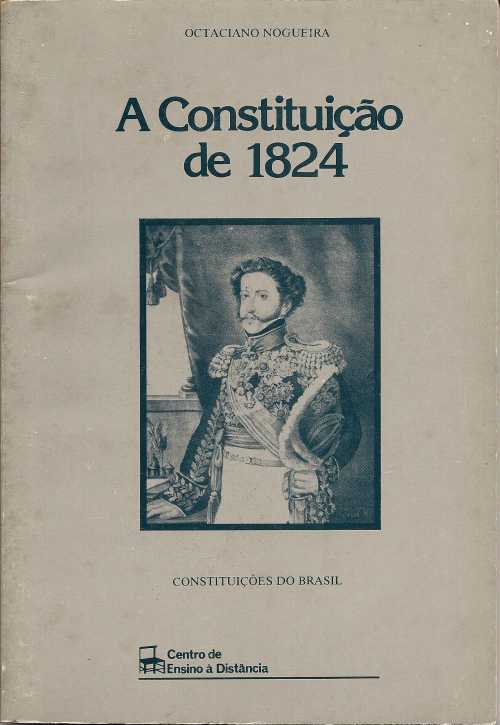 OCTACIANO NOGUEIRA
A Constituição
de 1824
CONSTITUIÇÕES DO BRASIL
Centro de
Ensino à Distância